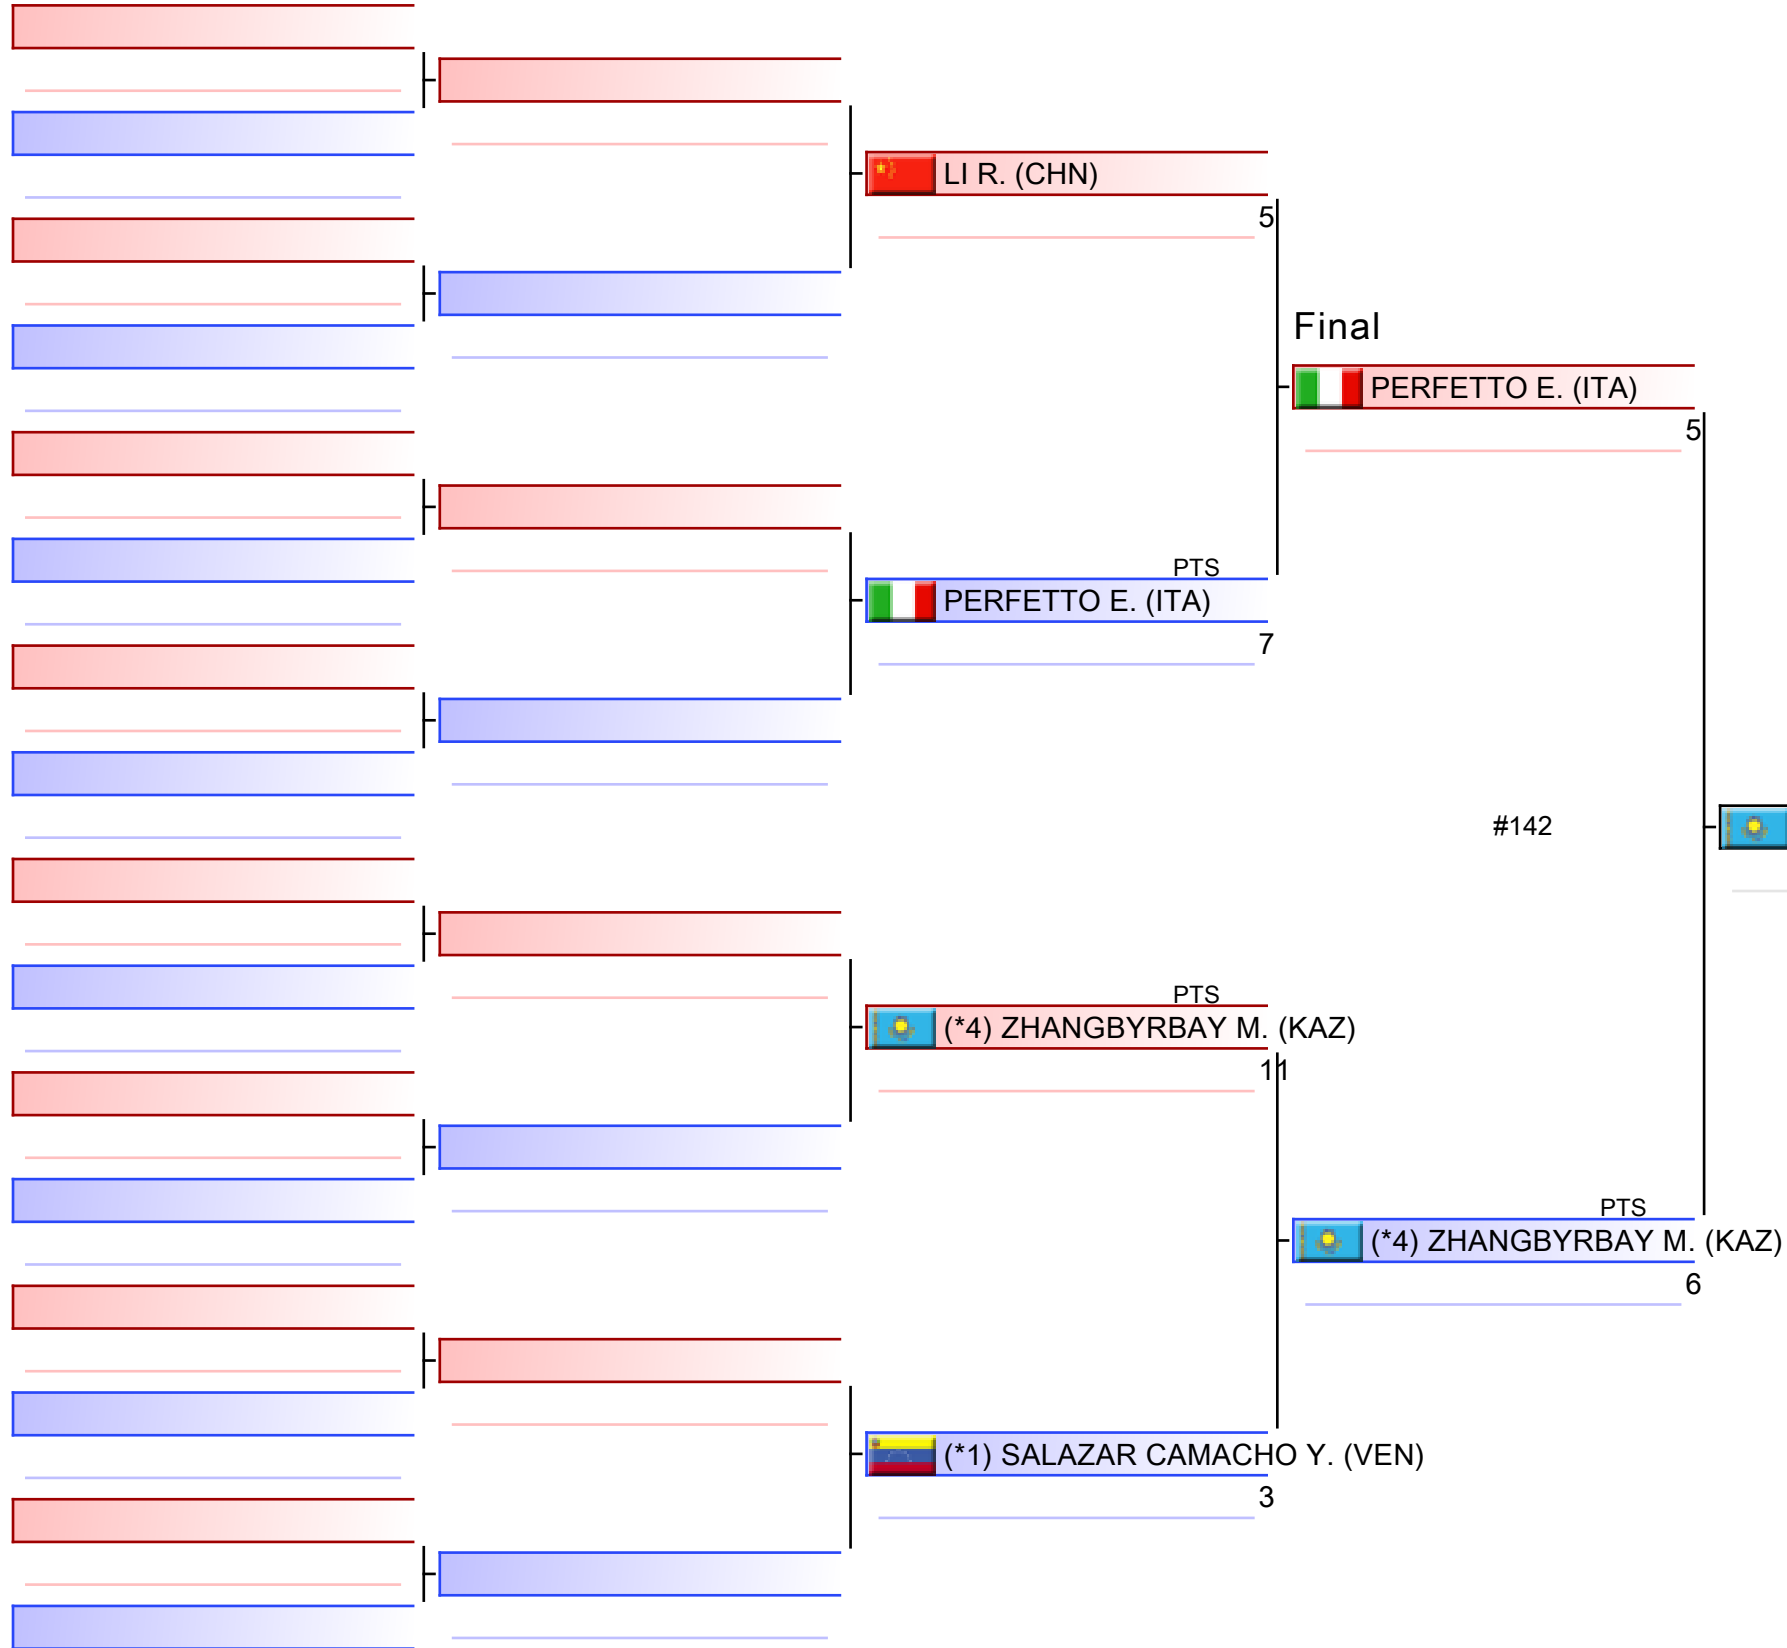 LI R. (CHN)
5
Final
PERFETTO E. (ITA)
5
PTS
PERFETTO E. (ITA)
7
#142
PTS
(*4) ZHANGBYRBAY M. (KAZ)
11
PTS
(*4) ZHANGBYRBAY M. (KAZ)
6
(*1) SALAZAR CAMACHO Y. (VEN)
3